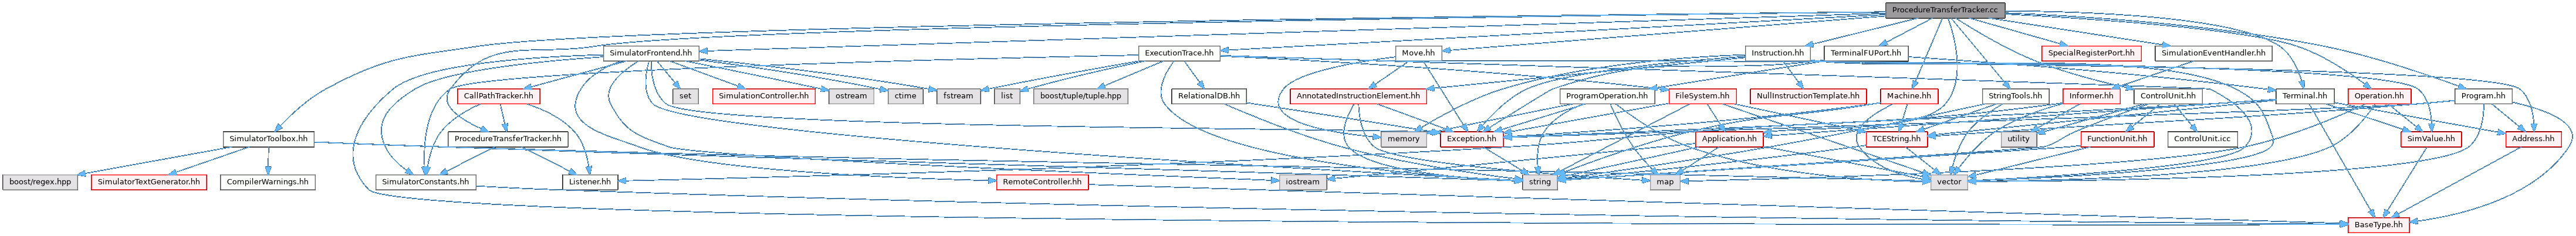 ProcedureTransferTracker.cc
SimulatorFrontend.hh
ExecutionTrace.hh
Move.hh
Instruction.hh
TerminalFUPort.hh
SpecialRegisterPort.hh
SimulationEventHandler.hh
CallPathTracker.hh
set
SimulationController.hh
ostream
ctime
fstream
list
boost/tuple/tuple.hpp
RelationalDB.hh
AnnotatedInstructionElement.hh
ProgramOperation.hh
FileSystem.hh
NullInstructionTemplate.hh
Machine.hh
StringTools.hh
Informer.hh
ControlUnit.hh
Terminal.hh
Operation.hh
Program.hh
SimulatorToolbox.hh
ProcedureTransferTracker.hh
memory
Exception.hh
Application.hh
TCEString.hh
utility
FunctionUnit.hh
ControlUnit.icc
SimValue.hh
Address.hh
boost/regex.hpp
SimulatorTextGenerator.hh
CompilerWarnings.hh
SimulatorConstants.hh
Listener.hh
iostream
RemoteController.hh
string
map
vector
BaseType.hh